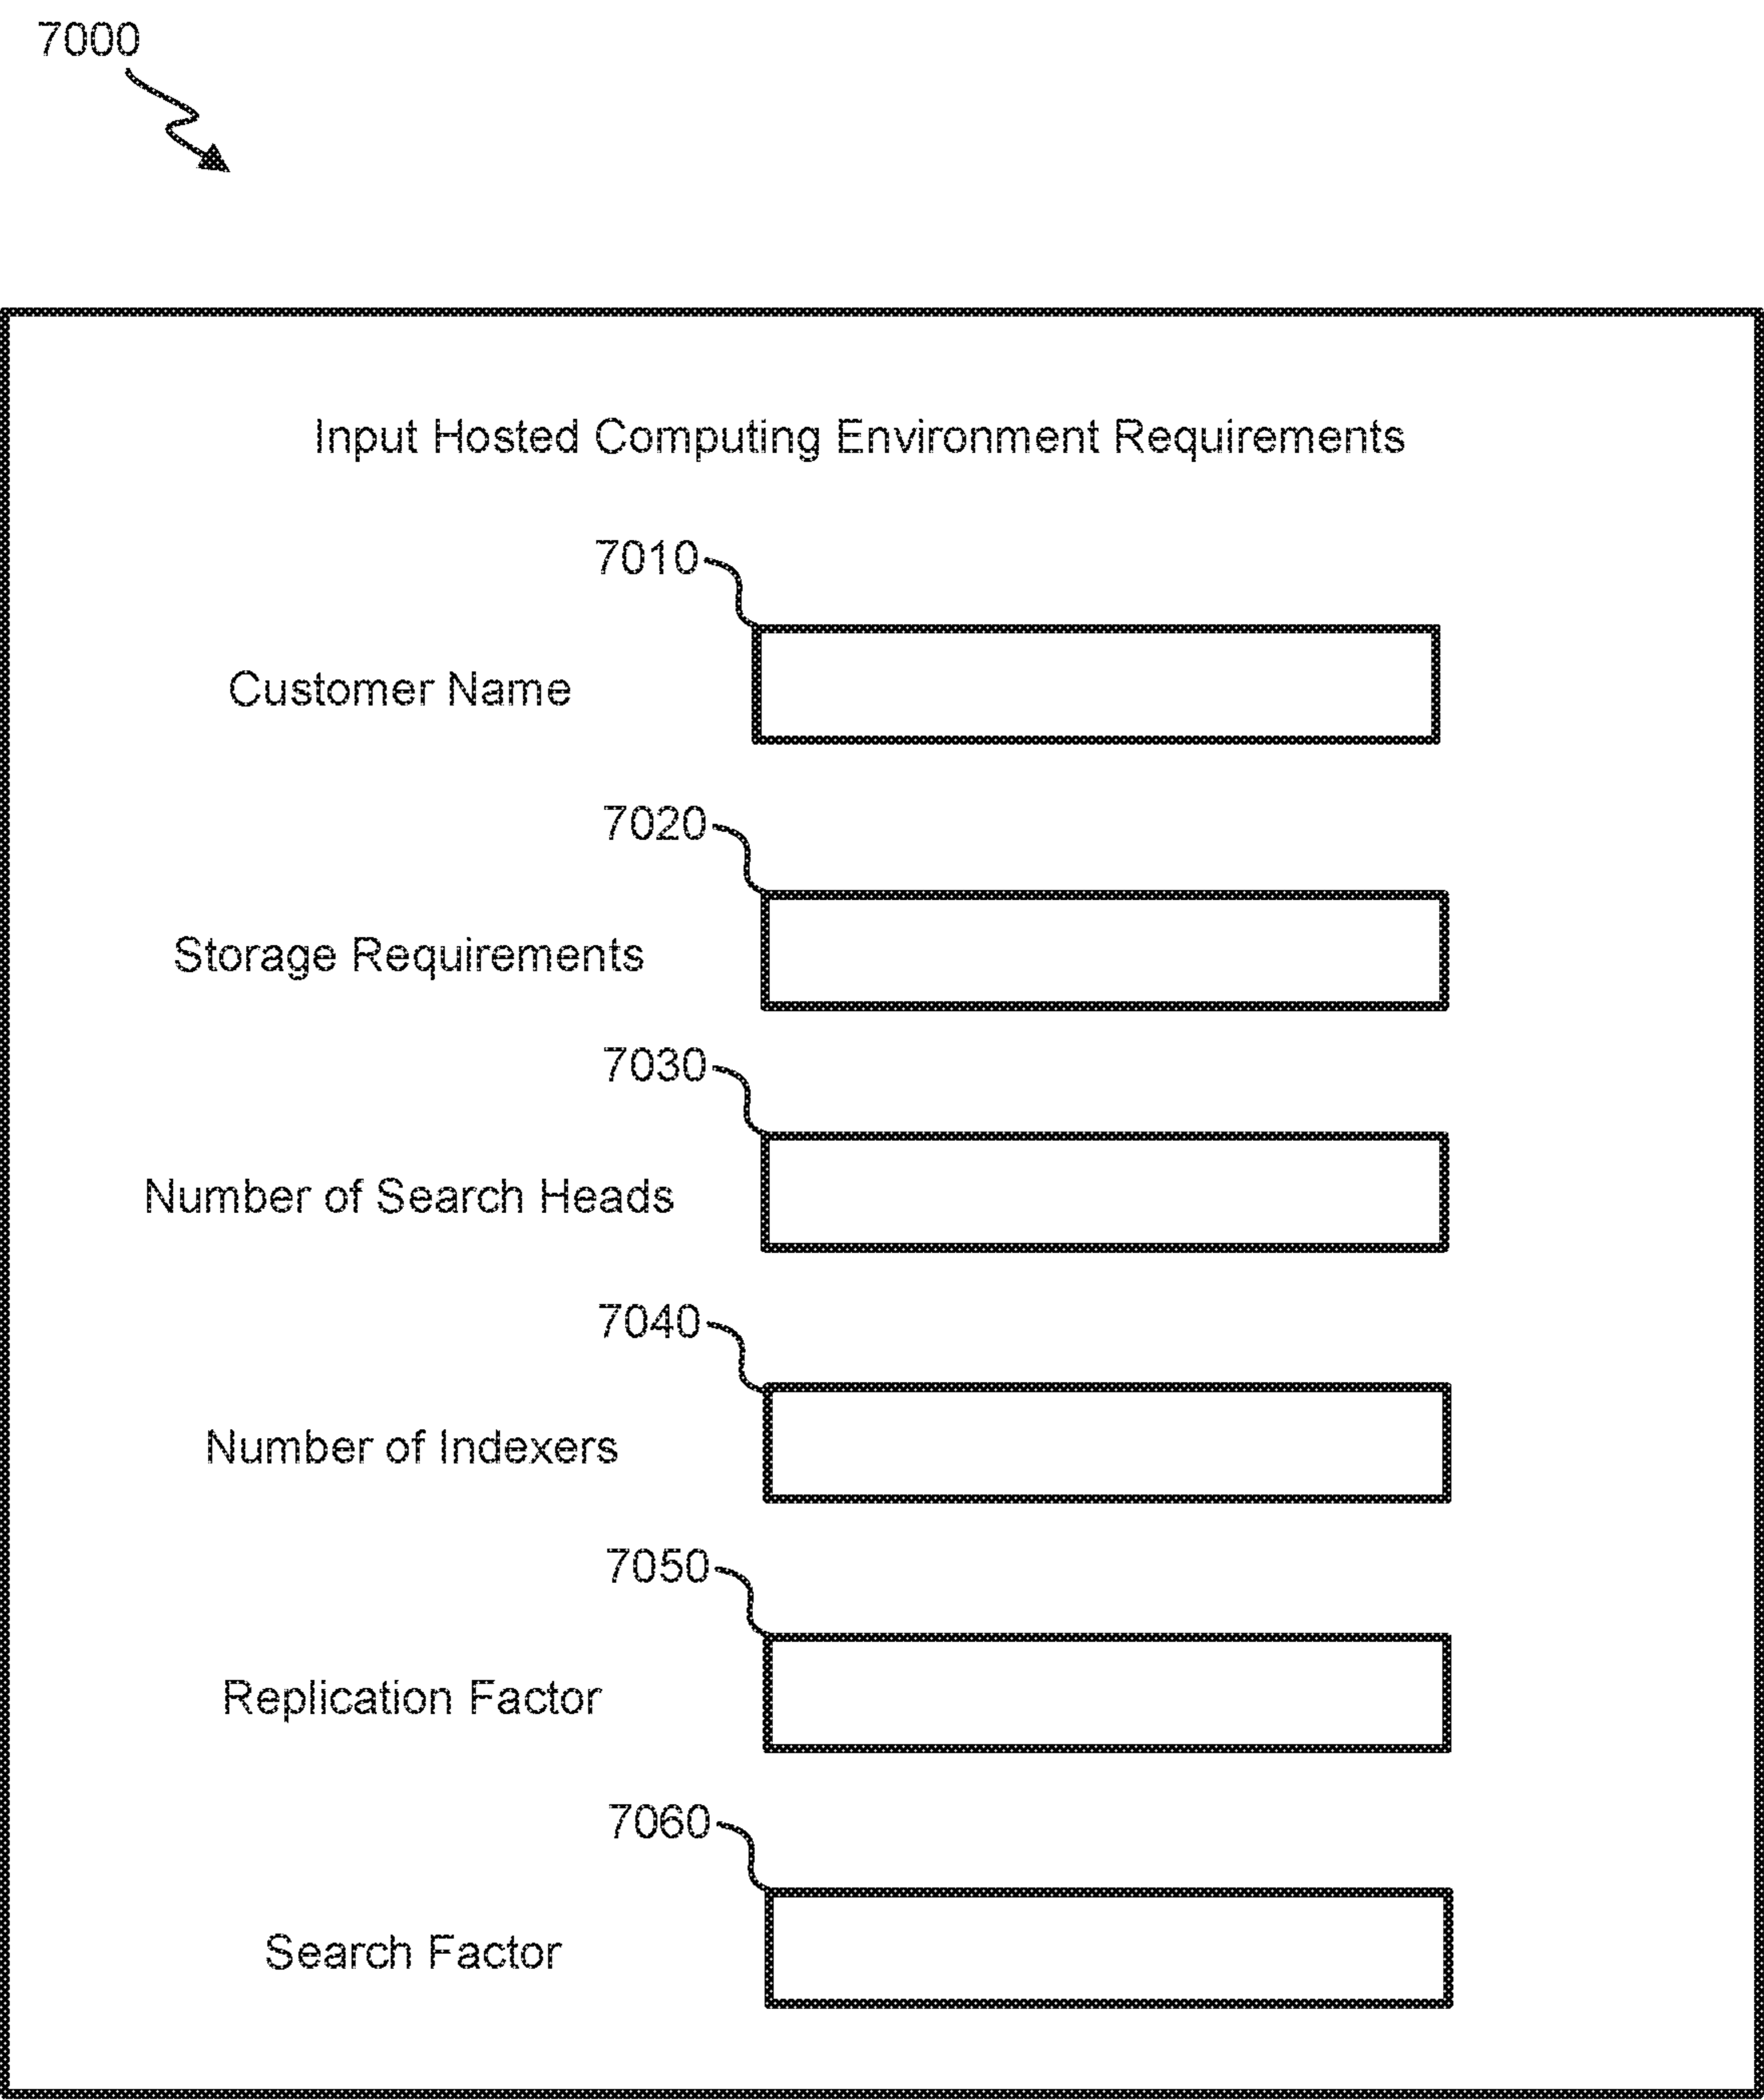 7000
Input Hosted Computing Environment Requirements
7010
Customer Name
7020
Storage Requirements
7030
Number of Search Heads
7040
Number of Indexers
7050
Replication Factor
7060
Search Factor